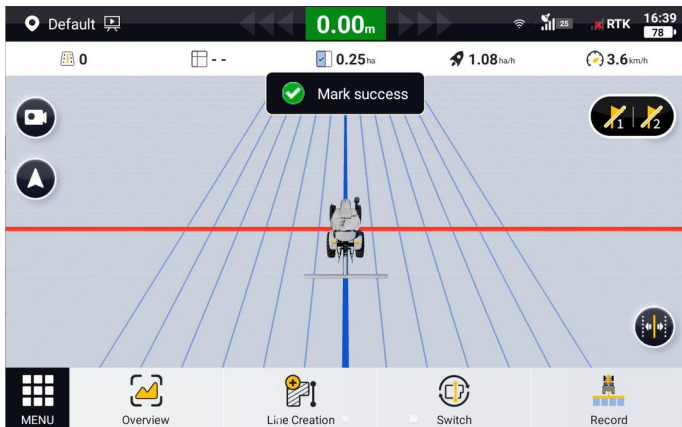 Default 0.00m 25 RTK 16:39
78
0 - - 0.25ha 1.08ha/h 3.6km/h
Mark success
1 2
MENU Overview Line Creation Switch Record